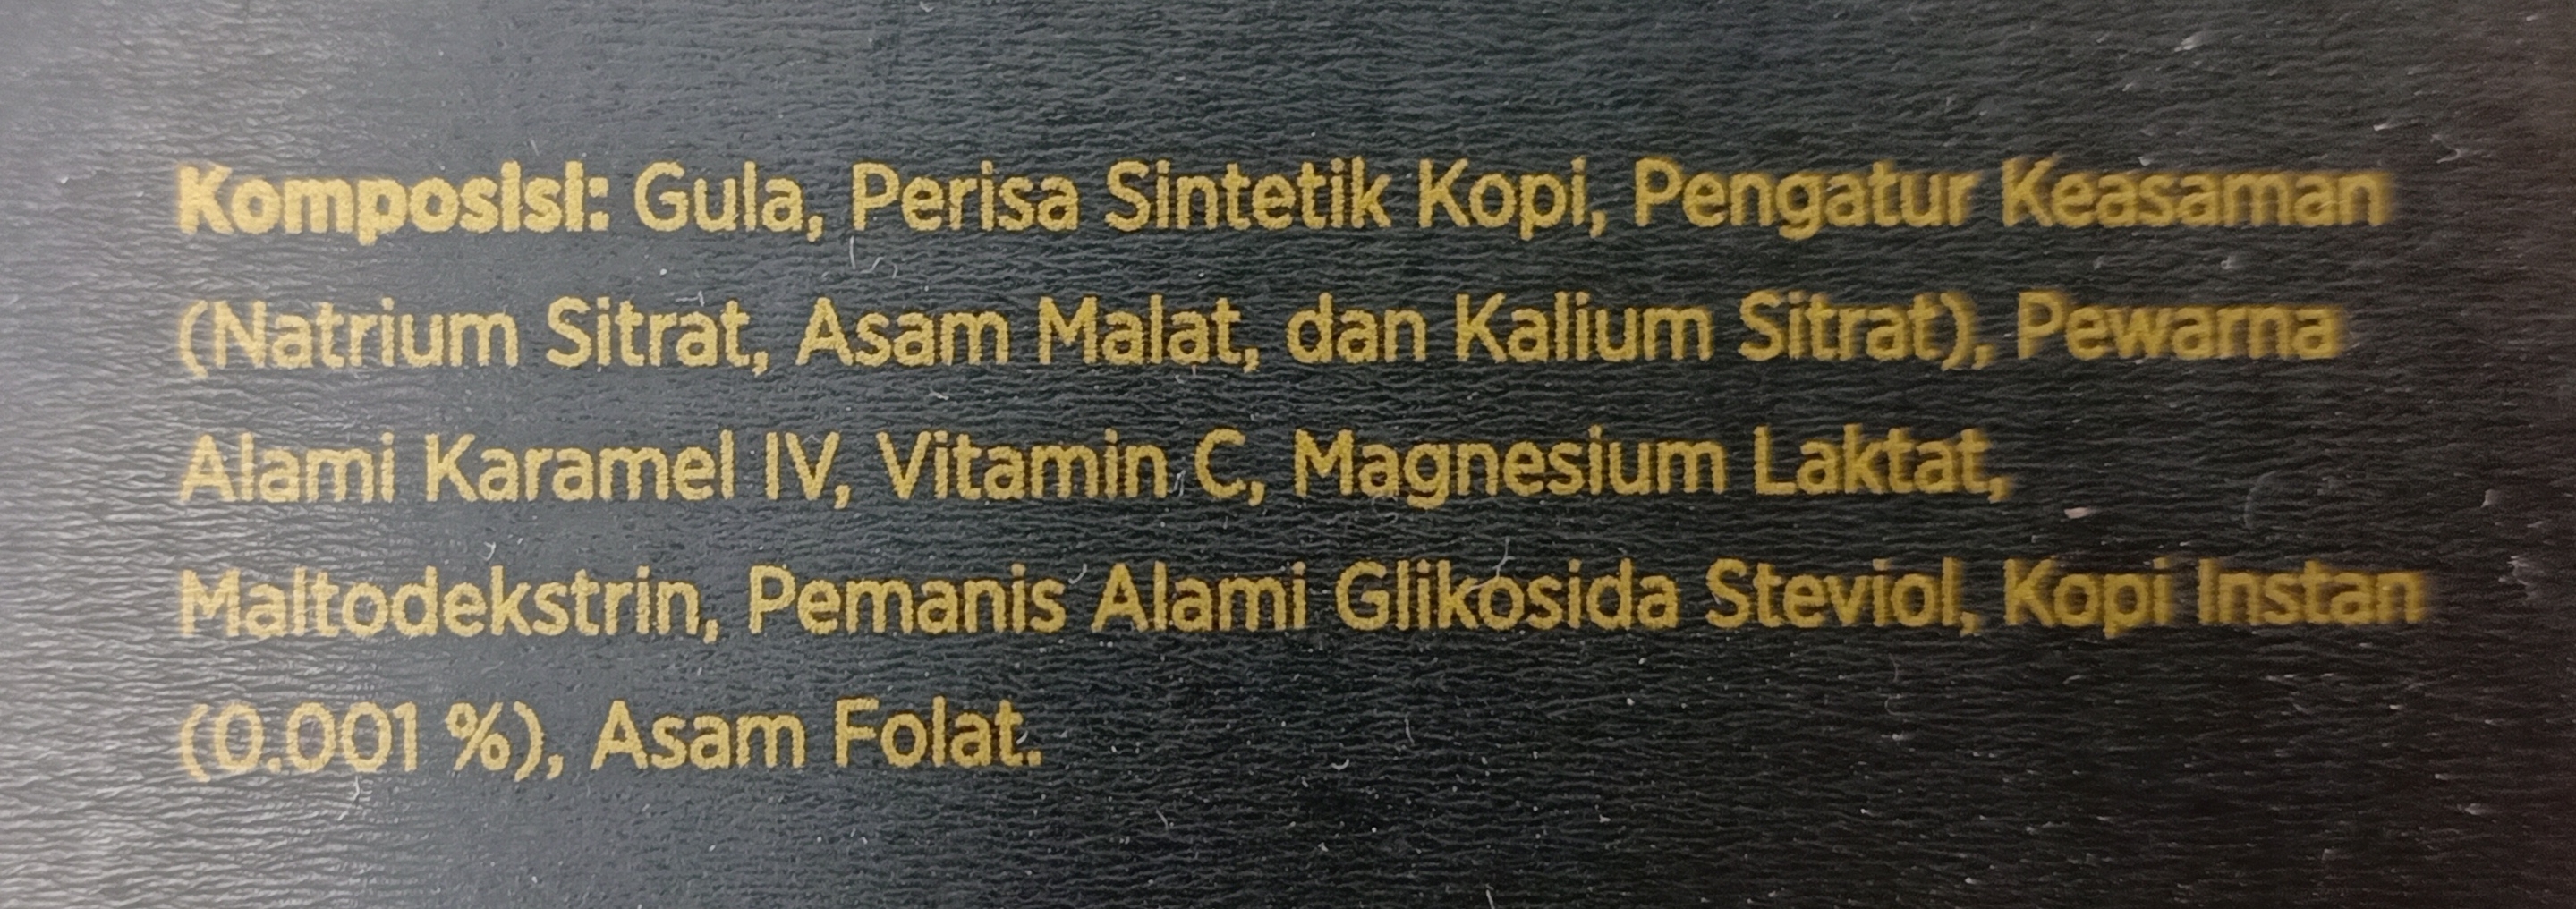 Komposisi: Gula, Perisa Sintetik Kopi, Pengatur Keasaman
(Natrium Sitrat, Asam Malat, dan Kalium Sitrat), Pewarna
Alami Karamel IV, Vitamin C, Magnesium Laktat,
Maltodekstrin, Pemanis Alami Glikosida Steviol, Kopi Instan
(0.001 %), Asam Folat.